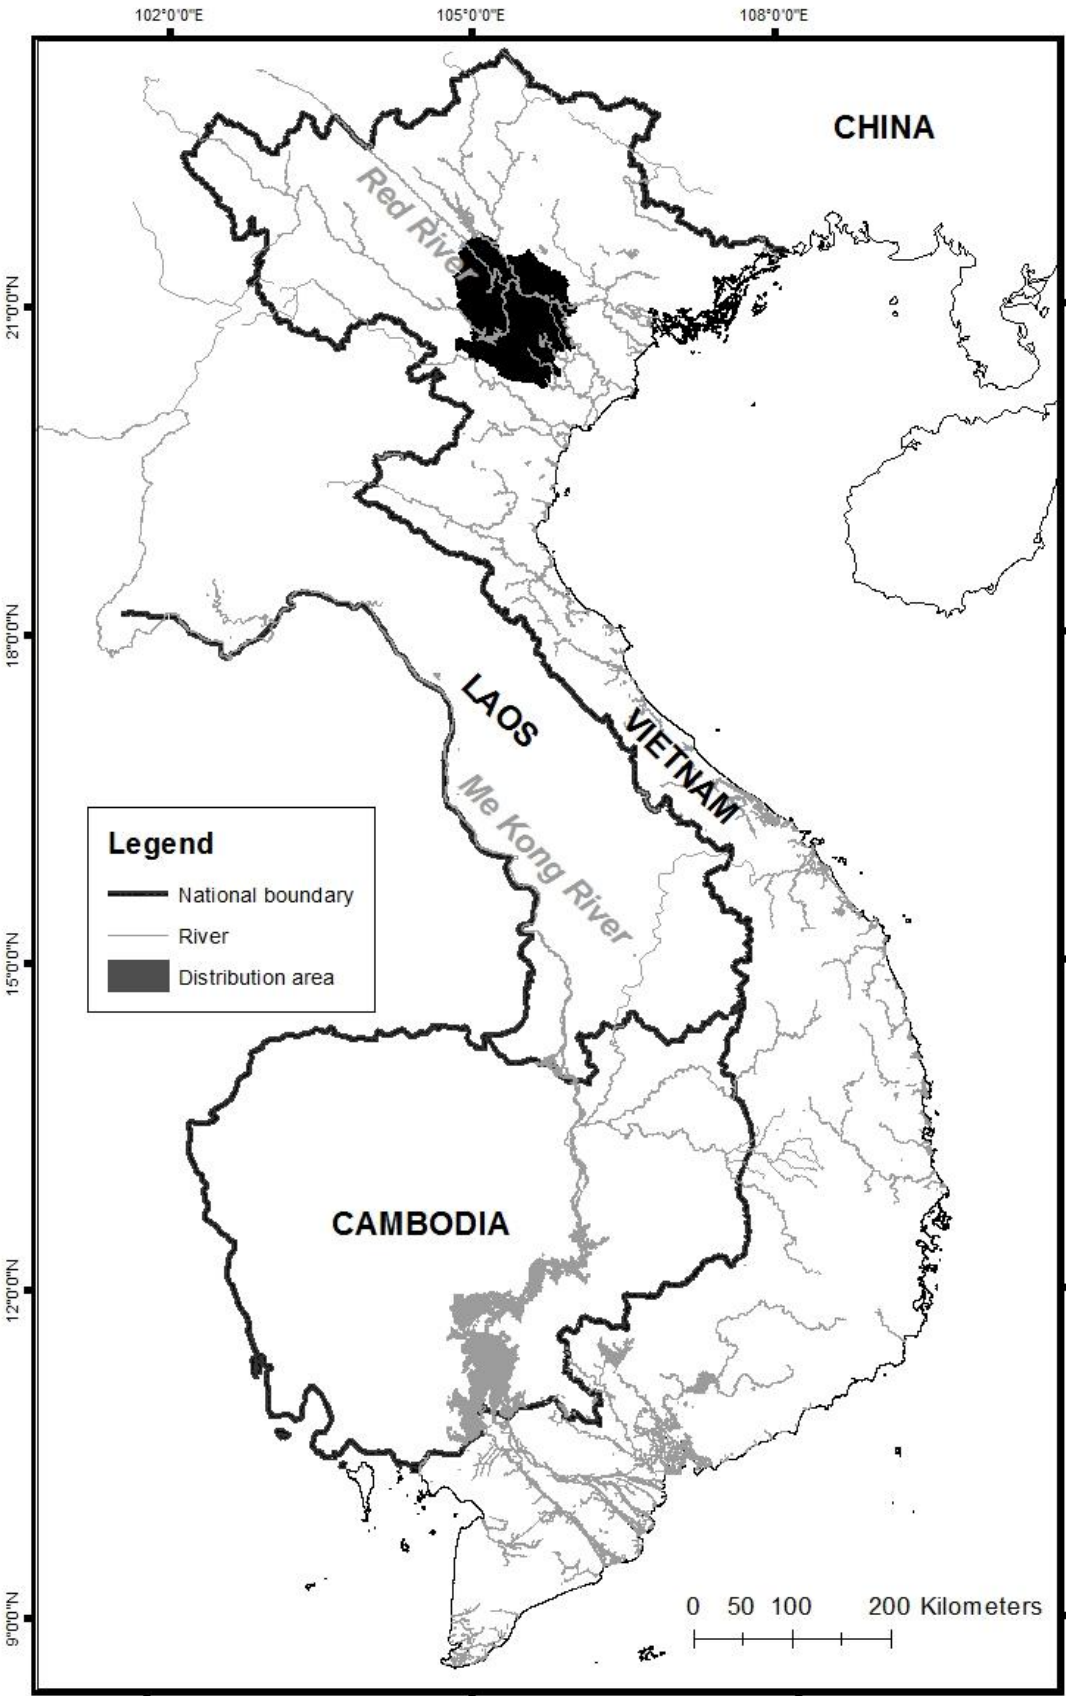 102°0'0"E
105°0'0"E
108°0'0"E
CHINA
Red River
21°0'0"N
18°0'0"N
LAOS
VIETNAM
Me Kong River
Legend
National boundary
River
Distribution area
15°0'0"N
CAMBODIA
12°0'0"N
9°0'0"N
0 50 100 200 Kilometers